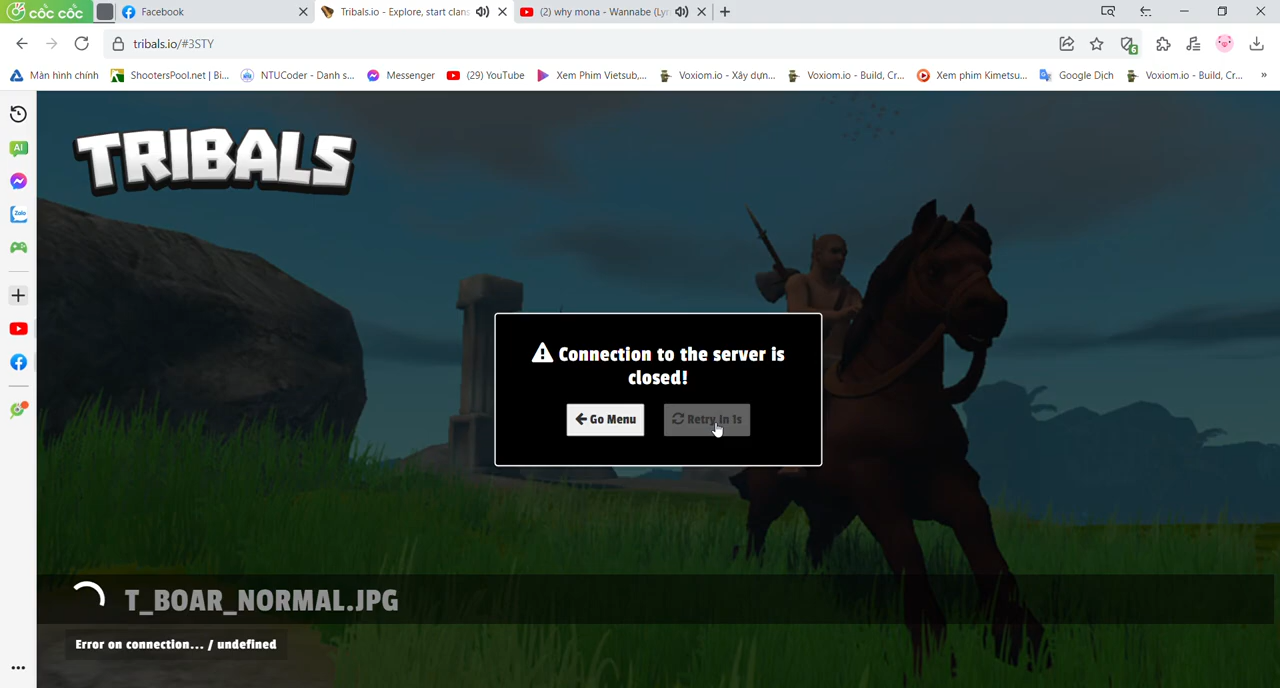 cốc cốc
Facebook
Tribals.io - Explore, start clans
(2) why mona - Wannabe (Lyr
tribals.io/#3STY
6
Màn hình chính
ShootersPool.net | Bi...
NTUCoder - Danh s...
Messenger
(29) YouTube
Xem Phim Vietsub,...
Voxiom.io - Xây dựn...
Voxiom.io - Build, Cr...
Xem phim Kimetsu...
Google Dịch
Voxiom.io - Build, Cr...
»
AI
Zalo
TRIBALS
Connection to the server is
closed!
Go Menu
Retry in 1s
T_BOAR_NORMAL.JPG
Error on connection... / undefined